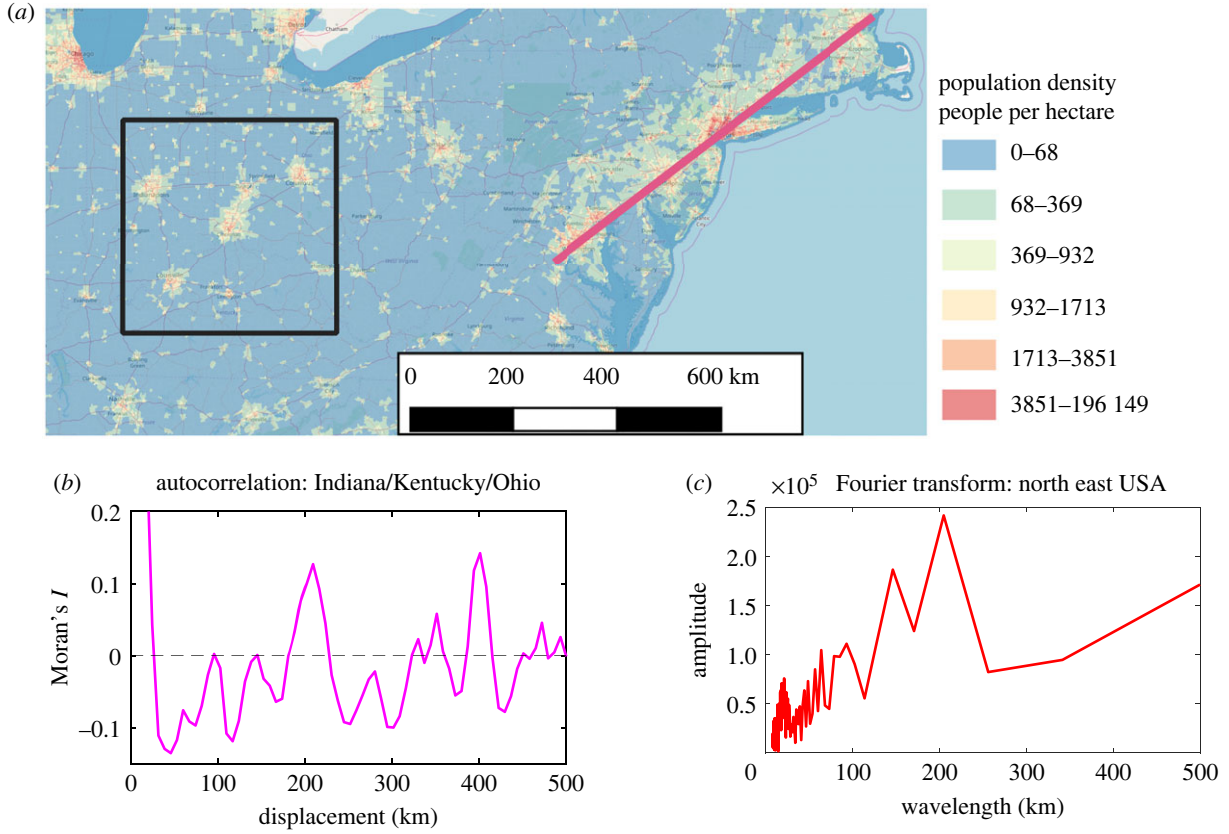 (a)
Chicago
population density
people per hectare
0–68
68–369
369–932
932–1713
1713–3851
3851–196 149
0 200 400 600 km
(b) autocorrelation: Indiana/Kentucky/Ohio
0.2
0.1
0
−0.1
Moran's I
0 100 200 300 400 500
displacement (km)
(c) ×10⁵ Fourier transform: north east USA
2.5
2.0
1.5
1.0
0.5
amplitude
0 100 200 300 400 500
wavelength (km)